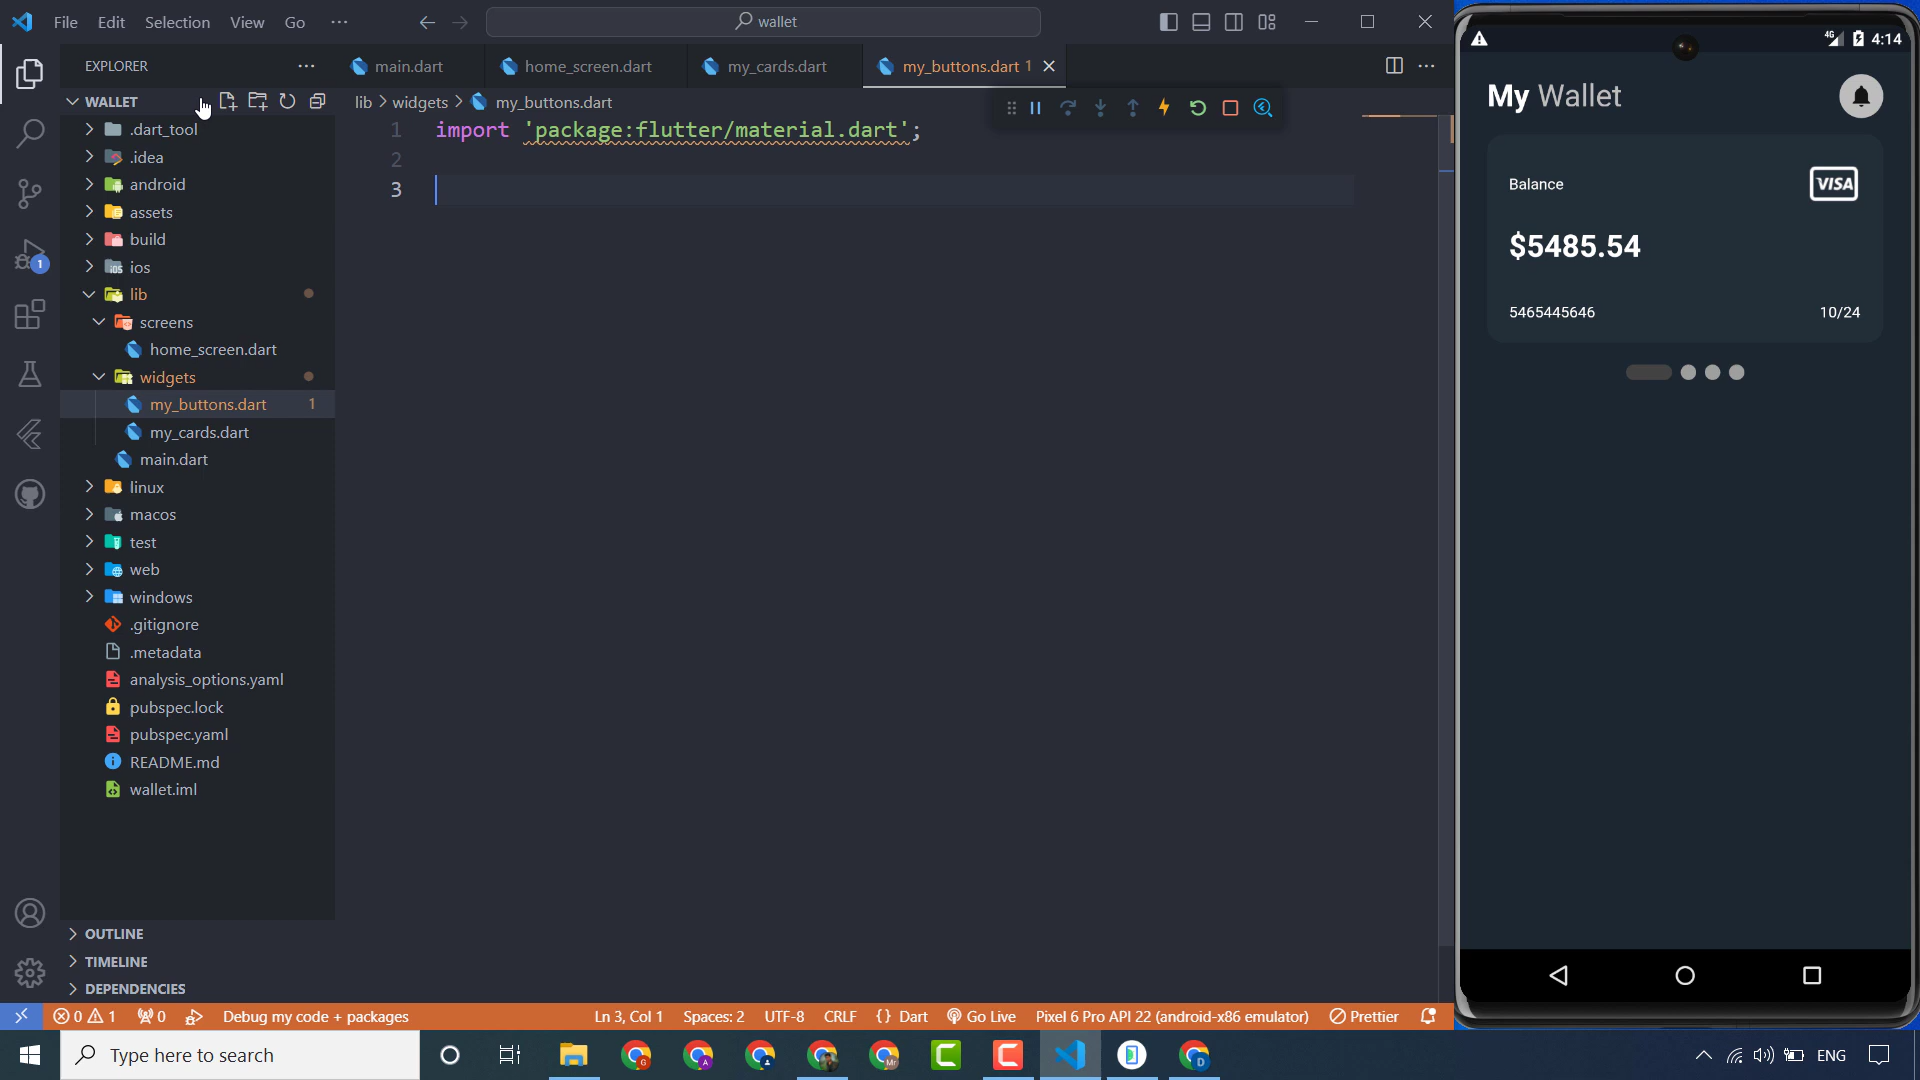 File Edit Selection View Go ···
wallet
EXPLORER
WALLET
.dart_tool
.idea
android
assets
build
ios
lib
screens
home_screen.dart
widgets
my_buttons.dart 1
my_cards.dart
main.dart
linux
macos
test
web
windows
.gitignore
.metadata
analysis_options.yaml
pubspec.lock
pubspec.yaml
README.md
wallet.iml
OUTLINE
TIMELINE
DEPENDENCIES
1
main.dart home_screen.dart my_cards.dart my_buttons.dart 1
lib > widgets > my_buttons.dart
1 import 'package:flutter/material.dart';
2
3
0 1 0 Debug my code + packages Ln 3, Col 1 Spaces: 2 UTF-8 CRLF {} Dart Go Live Pixel 6 Pro API 22 (android-x86 emulator) Prettier
Type here to search
ENG
4G 4:14
My Wallet
Balance
VISA
$5485.54
5465445646 10/24